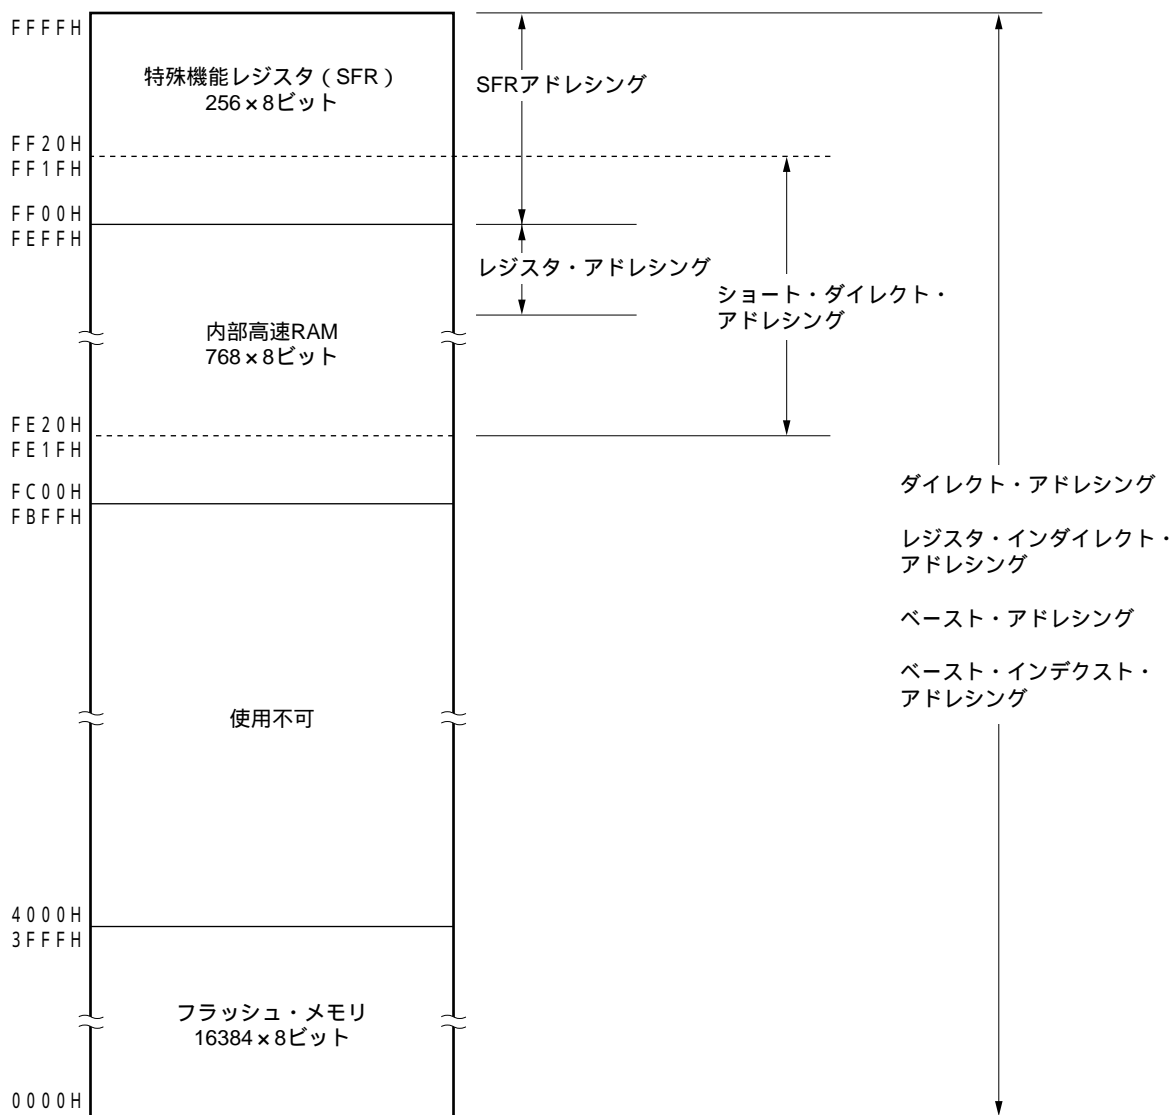 FFFFH
特殊機能レジスタ（SFR）
256×8ビット
SFRアドレシング
FF20H
FF1FH
FF00H
FEFFH
レジスタ・アドレシング
ショート・ダイレクト・
アドレシング
内部高速RAM
768×8ビット
FE20H
FE1FH
FC00H
FBFFH
ダイレクト・アドレシング
レジスタ・インダイレクト・
アドレシング
ベースト・アドレシング
ベースト・インデクスト・
アドレシング
使用不可
4000H
3FFFH
フラッシュ・メモリ
16384×8ビット
0000H